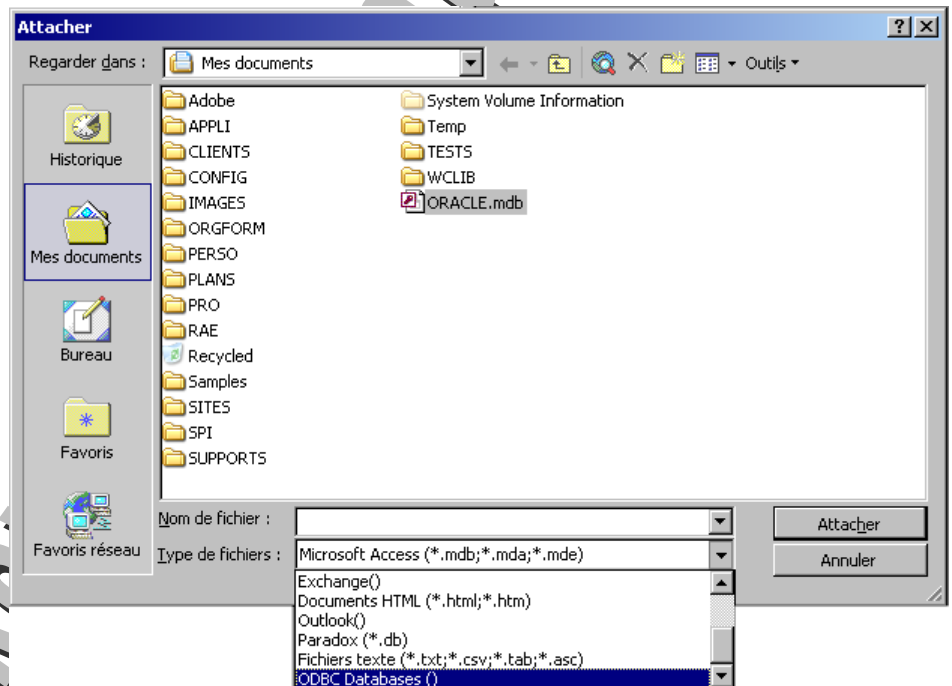 Attacher
Regarder dans :
Mes documents
Outils
Historique
Mes documents
Bureau
Favoris
Favoris réseau
Adobe
APPLI
CLIENTS
CONFIG
IMAGES
ORGFORM
PERSO
PLANS
PRO
RAE
Recycled
Samples
SITES
SPI
SUPPORTS
System Volume Information
Temp
TESTS
WCLIB
ORACLE.mdb
Nom de fichier :
Attacher
Type de fichiers :
Microsoft Access (*.mdb;*.mda;*.mde)
Annuler
Exchange()
Documents HTML (*.html;*.htm)
Outlook()
Paradox (*.db)
Fichiers texte (*.txt;*.csv;*.tab;*.asc)
ODBC Databases ()